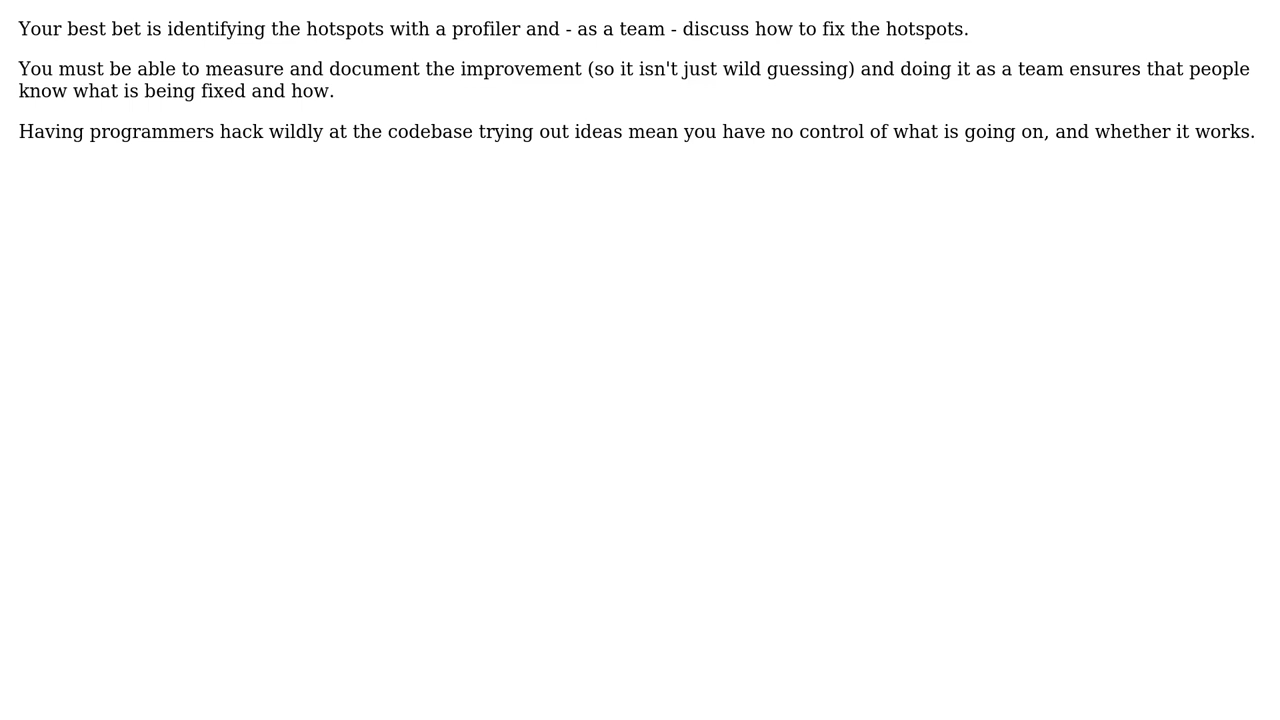 Your best bet is identifying the hotspots with a profiler and - as a team - discuss how to fix the hotspots.
You must be able to measure and document the improvement (so it isn't just wild guessing) and doing it as a team ensures that people
know what is being fixed and how.
Having programmers hack wildly at the codebase trying out ideas mean you have no control of what is going on, and whether it works.